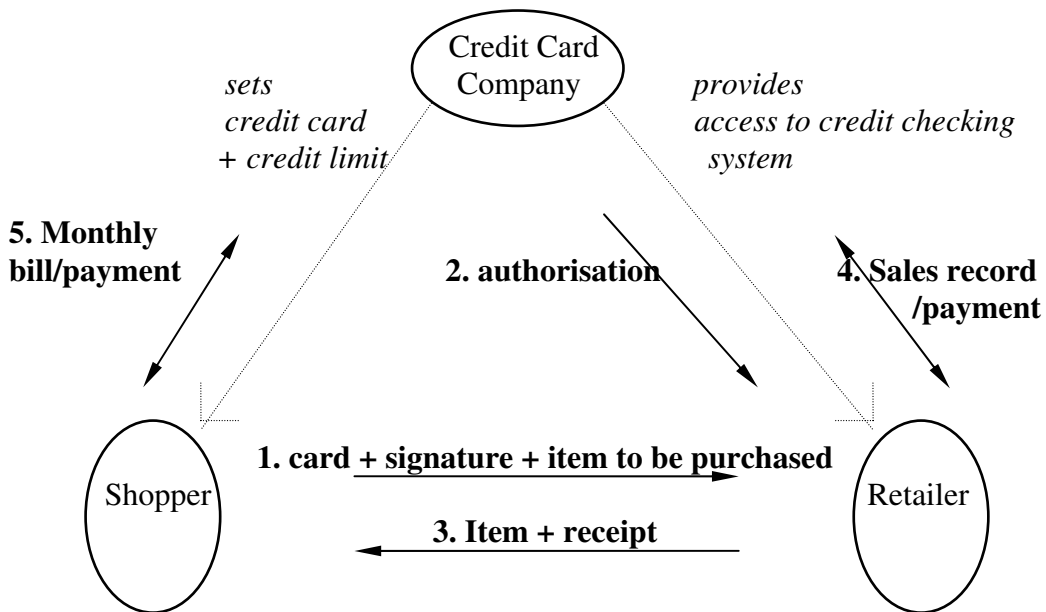 Credit Card
Company
sets
credit card
+ credit limit
provides
access to credit checking
system
5. Monthly
bill/payment
2. authorisation
4. Sales record
/payment
1. card + signature + item to be purchased
Shopper
Retailer
3. Item + receipt